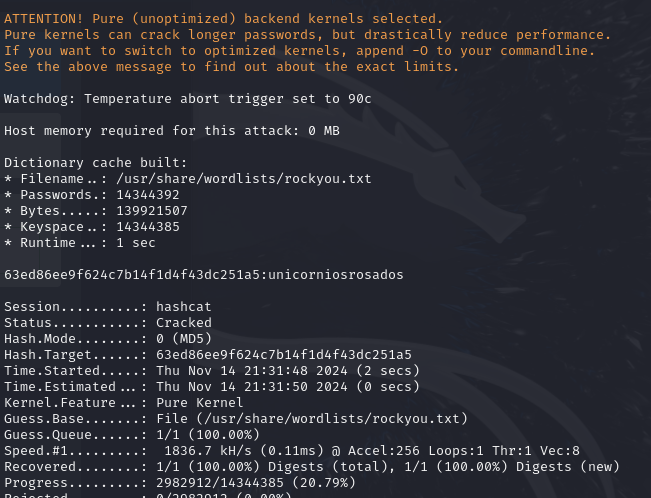 ATTENTION! Pure (unoptimized) backend kernels selected.
Pure kernels can crack longer passwords, but drastically reduce performance.
If you want to switch to optimized kernels, append -O to your commandline.
See the above message to find out about the exact limits.
Watchdog: Temperature abort trigger set to 90c
Host memory required for this attack: 0 MB
Dictionary cache built:
* Filename..: /usr/share/wordlists/rockyou.txt
* Passwords.: 14344392
* Bytes.....: 139921507
* Keyspace..: 14344385
* Runtime...: 1 sec
63ed86ee9f624c7b14f1d4f43dc251a5:unicorniosrosados
Session..........: hashcat
Status...........: Cracked
Hash.Mode........: 0 (MD5)
Hash.Target......: 63ed86ee9f624c7b14f1d4f43dc251a5
Time.Started.....: Thu Nov 14 21:31:48 2024 (2 secs)
Time.Estimated...: Thu Nov 14 21:31:50 2024 (0 secs)
Kernel.Feature...: Pure Kernel
Guess.Base.......: File (/usr/share/wordlists/rockyou.txt)
Guess.Queue......: 1/1 (100.00%)
Speed.#1.........:  1836.7 kH/s (0.11ms) @ Accel:256 Loops:1 Thr:1 Vec:8
Recovered........: 1/1 (100.00%) Digests (total), 1/1 (100.00%) Digests (new)
Progress.........: 2982912/14344385 (20.79%)
Rejected.........: 0/2982912 (0.00%)